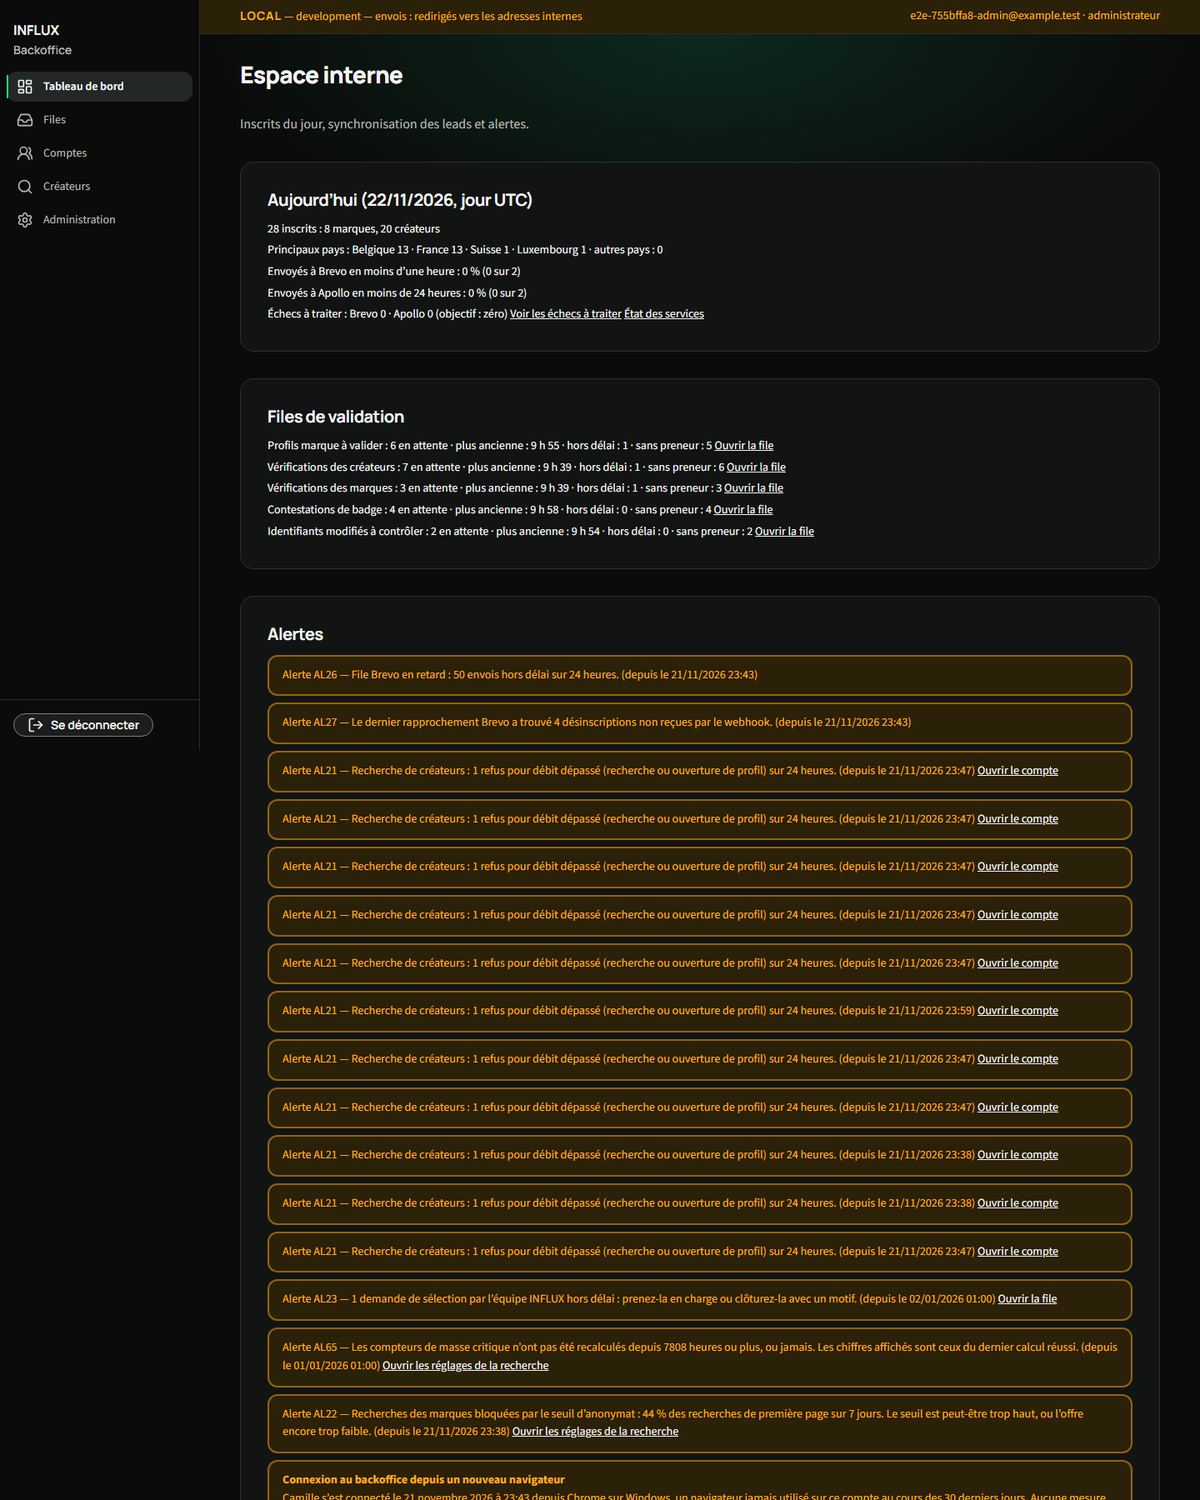 LOCAL — development — envois : redirigés vers les adresses internes
e2e-755bffa8-admin@example.test · administrateur
INFLUX
Backoffice
Tableau de bord
Files
Comptes
Créateurs
Administration
Se déconnecter
Espace interne
Inscrits du jour, synchronisation des leads et alertes.
Aujourd’hui (22/11/2026, jour UTC)
28 inscrits : 8 marques, 20 créateurs
Principaux pays : Belgique 13 · France 13 · Suisse 1 · Luxembourg 1 · autres pays : 0
Envoyés à Brevo en moins d’une heure : 0 % (0 sur 2)
Envoyés à Apollo en moins de 24 heures : 0 % (0 sur 2)
Échecs à traiter : Brevo 0 · Apollo 0 (objectif : zéro) Voir les échecs à traiter État des services
Files de validation
Profils marque à valider : 6 en attente · plus ancienne : 9 h 55 · hors délai : 1 · sans preneur : 5 Ouvrir la file
Vérifications des créateurs : 7 en attente · plus ancienne : 9 h 39 · hors délai : 1 · sans preneur : 6 Ouvrir la file
Vérifications des marques : 3 en attente · plus ancienne : 9 h 39 · hors délai : 1 · sans preneur : 3 Ouvrir la file
Contestations de badge : 4 en attente · plus ancienne : 9 h 58 · hors délai : 0 · sans preneur : 4 Ouvrir la file
Identifiants modifiés à contrôler : 2 en attente · plus ancienne : 9 h 54 · hors délai : 0 · sans preneur : 2 Ouvrir la file
Alertes
Alerte AL26 — File Brevo en retard : 50 envois hors délai sur 24 heures. (depuis le 21/11/2026 23:43)
Alerte AL27 — Le dernier rapprochement Brevo a trouvé 4 désinscriptions non reçues par le webhook. (depuis le 21/11/2026 23:43)
Alerte AL21 — Recherche de créateurs : 1 refus pour débit dépassé (recherche ou ouverture de profil) sur 24 heures. (depuis le 21/11/2026 23:47) Ouvrir le compte
Alerte AL21 — Recherche de créateurs : 1 refus pour débit dépassé (recherche ou ouverture de profil) sur 24 heures. (depuis le 21/11/2026 23:47) Ouvrir le compte
Alerte AL21 — Recherche de créateurs : 1 refus pour débit dépassé (recherche ou ouverture de profil) sur 24 heures. (depuis le 21/11/2026 23:47) Ouvrir le compte
Alerte AL21 — Recherche de créateurs : 1 refus pour débit dépassé (recherche ou ouverture de profil) sur 24 heures. (depuis le 21/11/2026 23:47) Ouvrir le compte
Alerte AL21 — Recherche de créateurs : 1 refus pour débit dépassé (recherche ou ouverture de profil) sur 24 heures. (depuis le 21/11/2026 23:47) Ouvrir le compte
Alerte AL21 — Recherche de créateurs : 1 refus pour débit dépassé (recherche ou ouverture de profil) sur 24 heures. (depuis le 21/11/2026 23:59) Ouvrir le compte
Alerte AL21 — Recherche de créateurs : 1 refus pour débit dépassé (recherche ou ouverture de profil) sur 24 heures. (depuis le 21/11/2026 23:47) Ouvrir le compte
Alerte AL21 — Recherche de créateurs : 1 refus pour débit dépassé (recherche ou ouverture de profil) sur 24 heures. (depuis le 21/11/2026 23:47) Ouvrir le compte
Alerte AL21 — Recherche de créateurs : 1 refus pour débit dépassé (recherche ou ouverture de profil) sur 24 heures. (depuis le 21/11/2026 23:38) Ouvrir le compte
Alerte AL21 — Recherche de créateurs : 1 refus pour débit dépassé (recherche ou ouverture de profil) sur 24 heures. (depuis le 21/11/2026 23:38) Ouvrir le compte
Alerte AL21 — Recherche de créateurs : 1 refus pour débit dépassé (recherche ou ouverture de profil) sur 24 heures. (depuis le 21/11/2026 23:47) Ouvrir le compte
Alerte AL23 — 1 demande de sélection par l’équipe INFLUX hors délai : prenez-la en charge ou clôturez-la avec un motif. (depuis le 02/01/2026 01:00) Ouvrir la file
Alerte AL65 — Les compteurs de masse critique n’ont pas été recalculés depuis 7808 heures ou plus, ou jamais. Les chiffres affichés sont ceux du dernier calcul réussi. (depuis
le 01/01/2026 01:00) Ouvrir les réglages de la recherche
Alerte AL22 — Recherches des marques bloquées par le seuil d’anonymat : 44 % des recherches de première page sur 7 jours. Le seuil est peut-être trop haut, ou l’offre
encore trop faible. (depuis le 21/11/2026 23:38) Ouvrir les réglages de la recherche
Connexion au backoffice depuis un nouveau navigateur
Camille s’est connecté le 21 novembre 2026 à 23:43 depuis Chrome sur Windows, un navigateur jamais utilisé sur ce compte au cours des 30 derniers jours. Aucune mesure